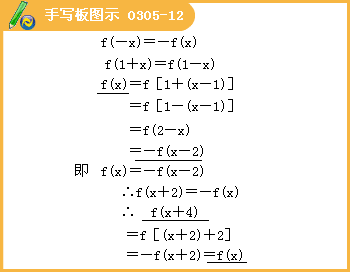 手写板图示 0305-12
f(－x)＝－f(x)
f(1＋x)＝f(1－x)
f(x)＝f［1＋(x－1)］
＝f［1－(x－1)］
＝f(2－x)
＝－f(x－2)
即 f(x)＝－f(x－2)
∴f(x＋2)＝－f(x)
∴ f(x＋4)
＝f［(x＋2)＋2］
＝－f(x＋2)＝f(x)